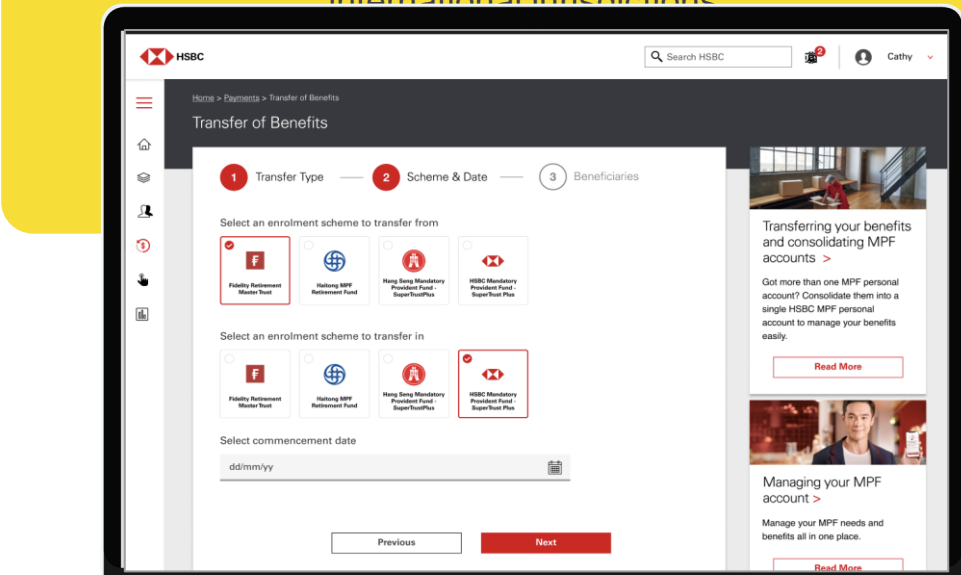 international jurisdictions
HSBC
Search HSBC
2
Cathy
Home > Payments > Transfer of Benefits
Transfer of Benefits
1 Transfer Type
2 Scheme & Date
3 Beneficiaries
Select an enrolment scheme to transfer from
Fidelity Retirement
Master Trust
Haitong MPF
Retirement Fund
Hang Seng Mandatory
Provident Fund -
SuperTrustPlus
HSBC Mandatory
Provident Fund -
SuperTrust Plus
Select an enrolment scheme to transfer in
Fidelity Retirement
Master Trust
Haitong MPF
Retirement Fund
Hang Seng Mandatory
Provident Fund -
SuperTrustPlus
HSBC Mandatory
Provident Fund -
SuperTrust Plus
Select commencement date
dd/mm/yy
Previous
Next
Transferring your benefits
and consolidating MPF
accounts >
Got more than one MPF personal
account? Consolidate them into a
single HSBC MPF personal
account to manage your benefits
easily.
Read More
Managing your MPF
account >
Manage your MPF needs and
benefits all in one place.
Read More